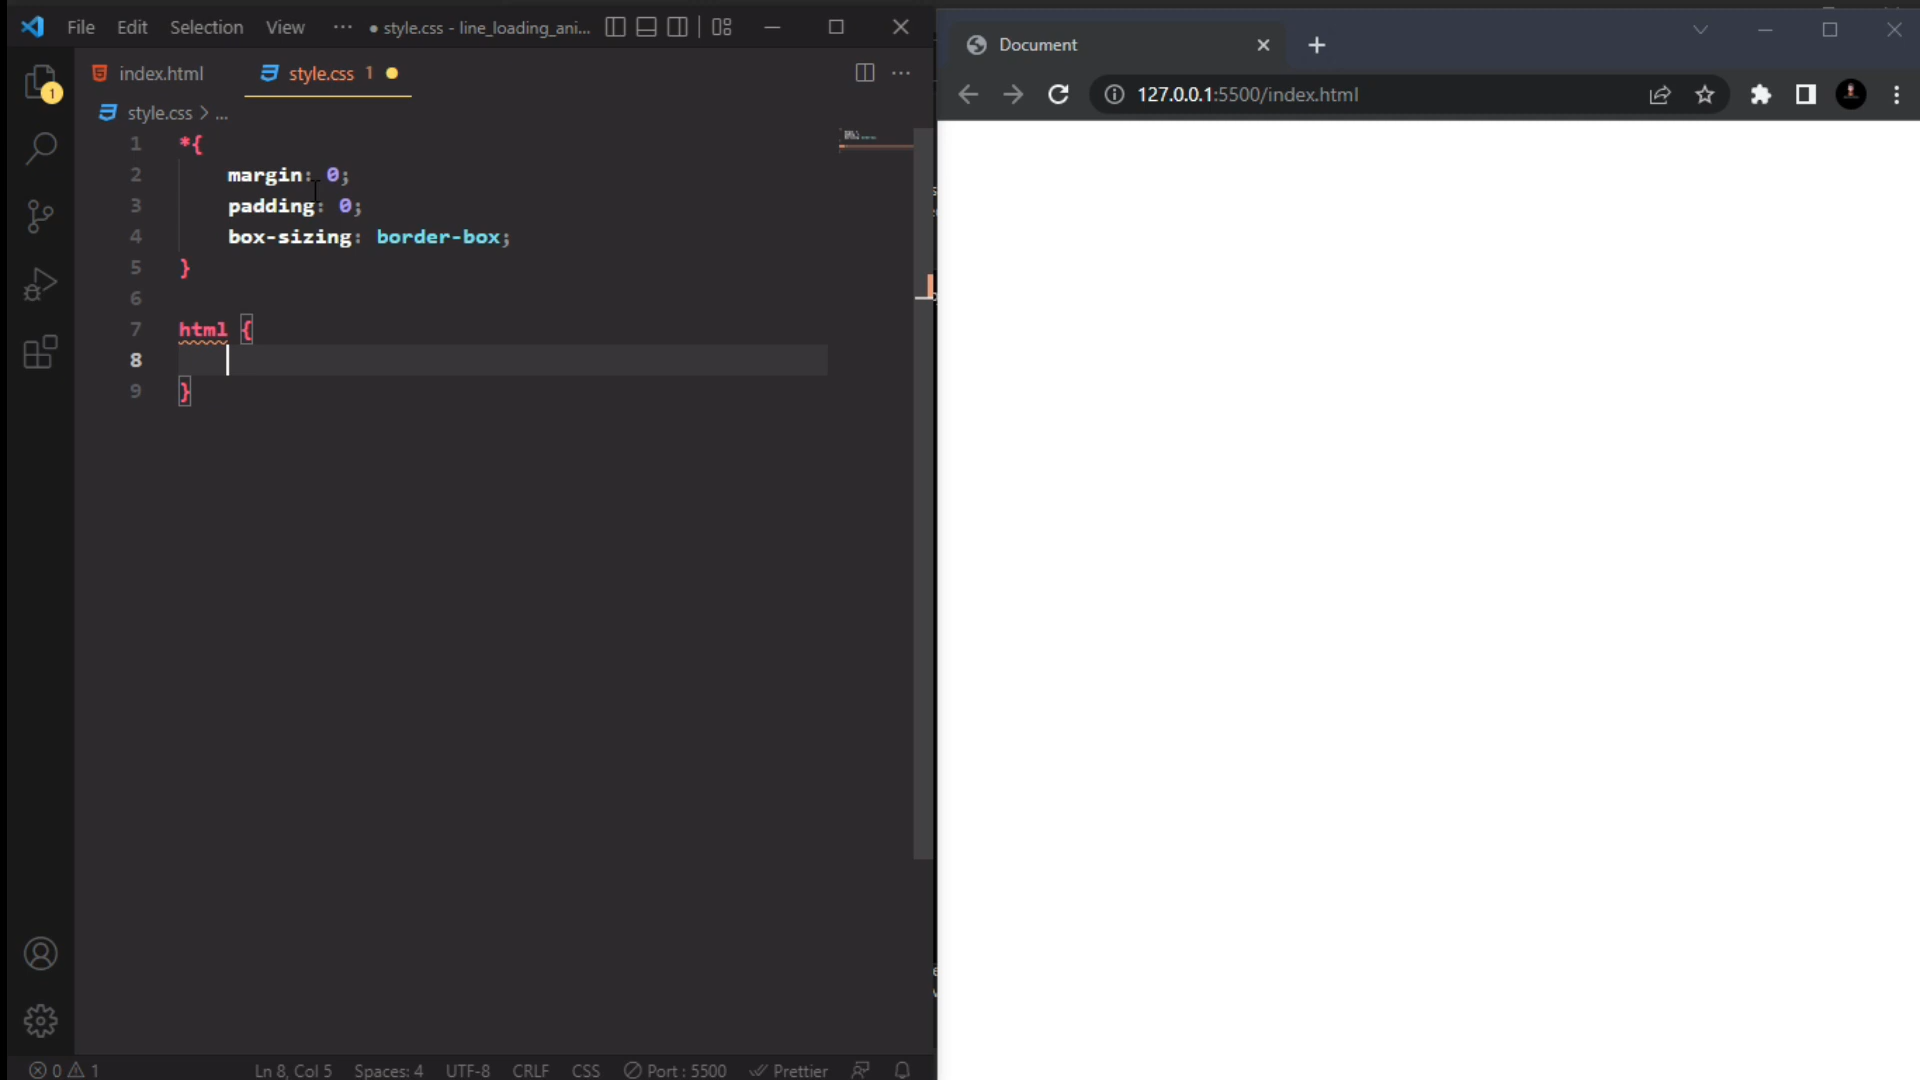 File Edit Selection View ··· ● style.css - line_loading_ani...
index.html style.css 1
style.css > ...
1 *{
2 margin: 0;
3 padding: 0;
4 box-sizing: border-box;
5 }
6
7 html {
8
9 }
1
0 1 Ln 8, Col 5 Spaces: 4 UTF-8 CRLF CSS Port : 5500 Prettier
Document
127.0.0.1:5500/index.html